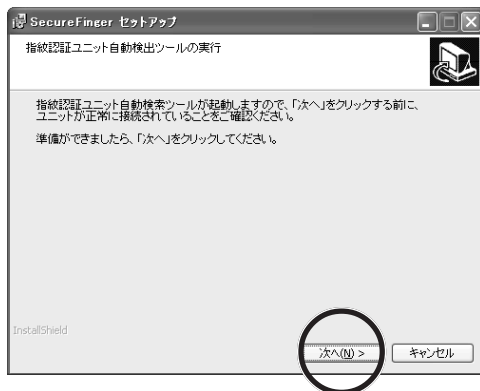 SecureFinger セットアップ
指紋認証ユニット自動検出ツールの実行
指紋認証ユニット自動検索ツールが起動しますので、「次へ」をクリックする前に、
ユニットが正常に接続されていることをご確認ください。
準備ができましたら、「次へ」をクリックしてください。
InstallShield
次へ(N) >
キャンセル